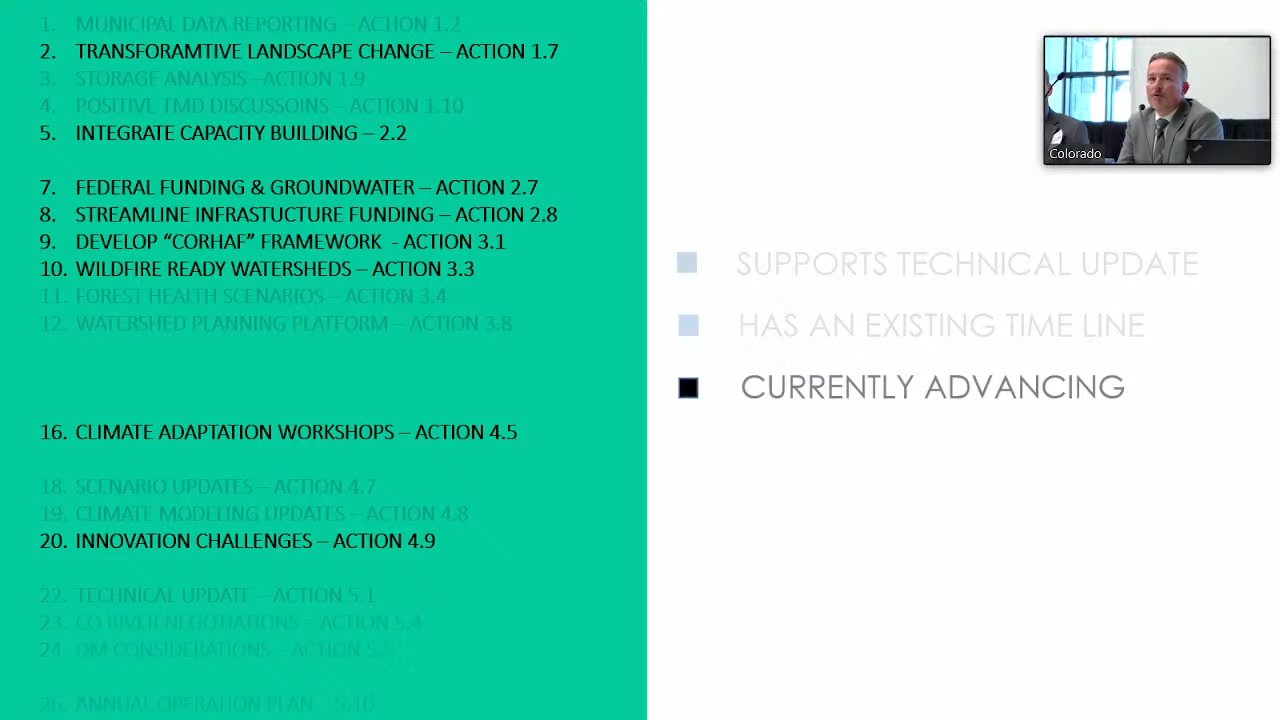 1. MUNICIPAL DATA REPORTING – ACTION 1.2
2. TRANSFORAMTIVE LANDSCAPE CHANGE – ACTION 1.7
3. STORAGE ANALYSIS –ACTION 1.9
4. POSITIVE TMD DISCUSSOINS – ACTION 1.10
5. INTEGRATE CAPACITY BUILDING – 2.2
7. FEDERAL FUNDING & GROUNDWATER – ACTION 2.7
8. STREAMLINE INFRASTUCTURE FUNDING – ACTION 2.8
9. DEVELOP “CORHAF” FRAMEWORK - ACTION 3.1
10. WILDFIRE READY WATERSHEDS – ACTION 3.3
11. FOREST HEALTH SCENARIOS – ACTION 3.4
12. WATERSHED PLANNING PLATFORM – ACTION 3.8
16. CLIMATE ADAPTATION WORKSHOPS – ACTION 4.5
18. SCENARIO UPDATES – ACTION 4.7
19. CLIMATE MODELING UPDATES – ACTION 4.8
20. INNOVATION CHALLENGES – ACTION 4.9
22. TECHNICAL UPDATE – ACTION 5.1
23. CO RIVER NEGOTIATIONS – ACTION 5.4
24. DM CONSIDERATIONS – ACTION
26. ANNUAL OPERATION PLAN – 5.10
SUPPORTS TECHNICAL UPDATE
HAS AN EXISTING TIME LINE
CURRENTLY ADVANCING
Colorado